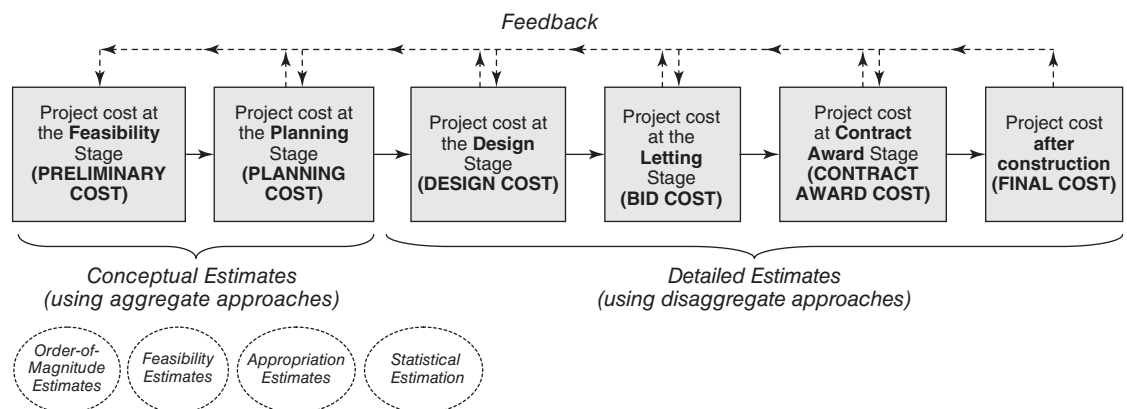 Feedback
Project cost at
the Feasibility
Stage
(PRELIMINARY
COST)
Project cost at
the Planning
Stage
(PLANNING
COST)
Project cost at
the Design
Stage
(DESIGN COST)
Project cost
at the
Letting
Stage
(BID COST)
Project cost
at Contract
Award Stage
(CONTRACT
AWARD COST)
Project cost
after
construction
(FINAL COST)
Conceptual Estimates
(using aggregate approaches)
Detailed Estimates
(using disaggregate approaches)
Order-of-
Magnitude
Estimates
Feasibility
Estimates
Appropriation
Estimates
Statistical
Estimation